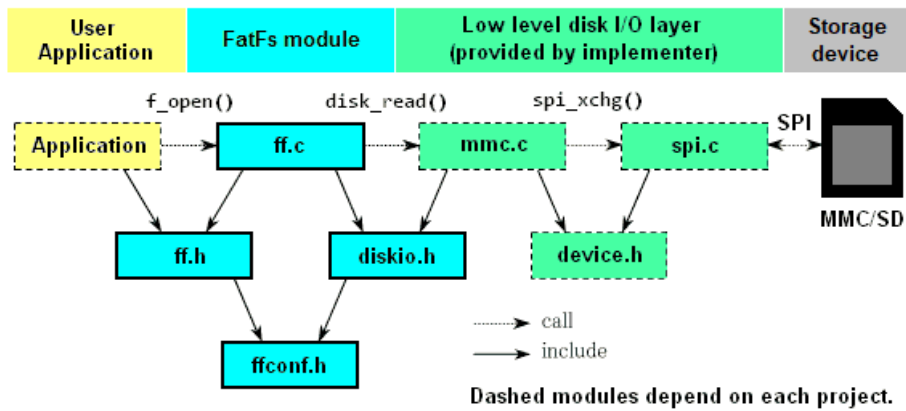 User
Application
FatFs module
Low level disk I/O layer
(provided by implementer)
Storage
device
f_open()
disk_read()
spi_xchg()
Application
ff.c
mmc.c
spi.c
SPI
MMC/SD
ff.h
diskio.h
device.h
ffconf.h
call
include
Dashed modules depend on each project.